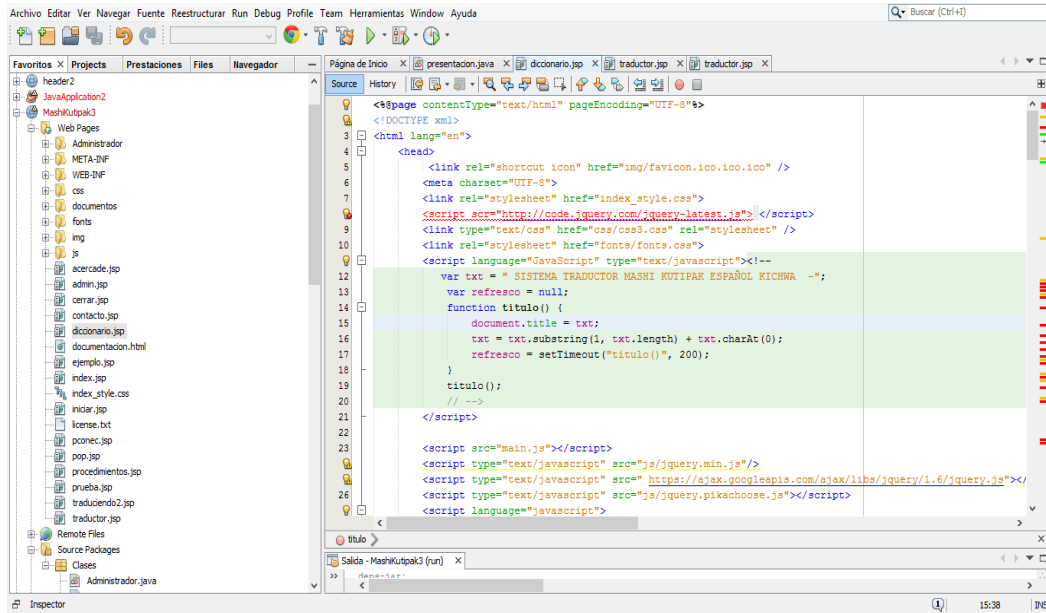 Archivo Editar Ver Navegar Fuente Reestructurar Run Debug Profile Team Herramientas Window Ayuda
Buscar (Ctrl+I)
Favoritos Projects Prestaciones Files Navegador
header2
JavaApplication2
MashiKutipak3
Web Pages
Administrador
META-INF
WEB-INF
css
documentos
fonts
img
js
acercade.jsp
admin.jsp
cerrar.jsp
contacto.jsp
diccionario.jsp
documentacion.html
ejemplo.jsp
index.jsp
index_style.css
iniciar.jsp
license.txt
pconec.jsp
pop.jsp
procedimientos.jsp
prueba.jsp
traduciendo2.jsp
traductor.jsp
Remote Files
Source Packages
Clases
Administrador.java
Página de Inicio presentacion.java diccionario.jsp traductor.jsp traductor.jsp
Source History
<%@page contentType="text/html" pageEncoding="UTF-8"%>
<!DOCTYPE xml>
3 <html lang="en">
4 <head>
5 <link rel="shortcut icon" href="img/favicon.ico.ico.ico" />
6 <meta charset="UTF-8">
7 <link rel="stylesheet" href="index_style.css">
<script scr="http://code.jquery.com/jquery-latest.js"> </script>
9 <link type="text/css" href="css/css3.css" rel="stylesheet" />
10 <link rel="stylesheet" href="fonts/fonts.css">
<script language="JavaScript" type="text/javascript"><!--
12 var txt = " SISTEMA TRADUCTOR MASHI KUTIPAK ESPAÑOL KICHWA -";
13 var refresco = null;
14 function titulo() {
15 document.title = txt;
16 txt = txt.substring(1, txt.length) + txt.charAt(0);
17 refresco = setTimeout("titulo()", 200);
18 }
19 titulo();
20 // -->
21 </script>
22
23 <script src="main.js"></script>
<script type="text/javascript" src="js/jquery.min.js"/>
<script type="text/javascript" src=" https://ajax.googleapis.com/ajax/libs/jquery/1.6/jquery.js"></
26 <script type="text/javascript" src="js/jquery.pikachoose.js"></script>
<script language="javascript">
titulo
Salida - MashiKutipak3 (run)
deps-jar:
Inspector
1
15:38
INS